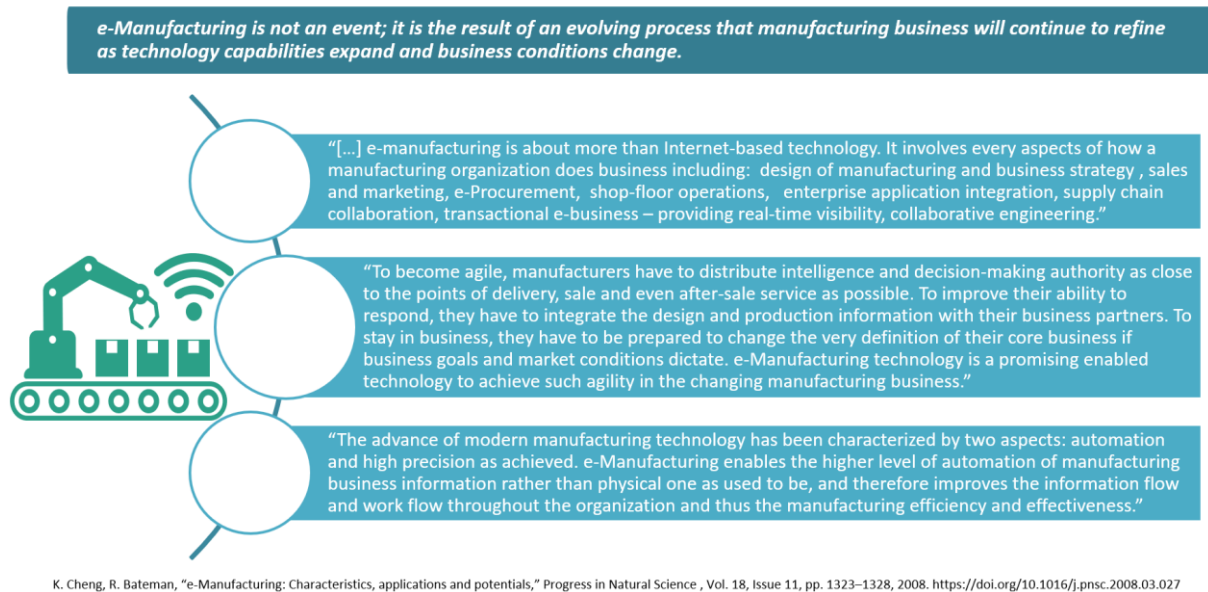 e-Manufacturing is not an event; it is the result of an evolving process that manufacturing business will continue to refine
as technology capabilities expand and business conditions change.
“[…] e-manufacturing is about more than Internet-based technology. It involves every aspects of how a
manufacturing organization does business including:  design of manufacturing and business strategy , sales
and marketing, e-Procurement,  shop-floor operations,   enterprise application integration, supply chain
collaboration, transactional e-business – providing real-time visibility, collaborative engineering.”
“To become agile, manufacturers have to distribute intelligence and decision-making authority as close
to the points of delivery, sale and even after-sale service as possible. To improve their ability to
respond, they have to integrate the design and production information with their business partners. To
stay in business, they have to be prepared to change the very definition of their core business if
business goals and market conditions dictate. e-Manufacturing technology is a promising enabled
technology to achieve such agility in the changing manufacturing business.”
“The advance of modern manufacturing technology has been characterized by two aspects: automation
and high precision as achieved. e-Manufacturing enables the higher level of automation of manufacturing
business information rather than physical one as used to be, and therefore improves the information flow
and work flow throughout the organization and thus the manufacturing efficiency and effectiveness.”
K. Cheng, R. Bateman, “e-Manufacturing: Characteristics, applications and potentials,” Progress in Natural Science , Vol. 18, Issue 11, pp. 1323–1328, 2008. https://doi.org/10.1016/j.pnsc.2008.03.027